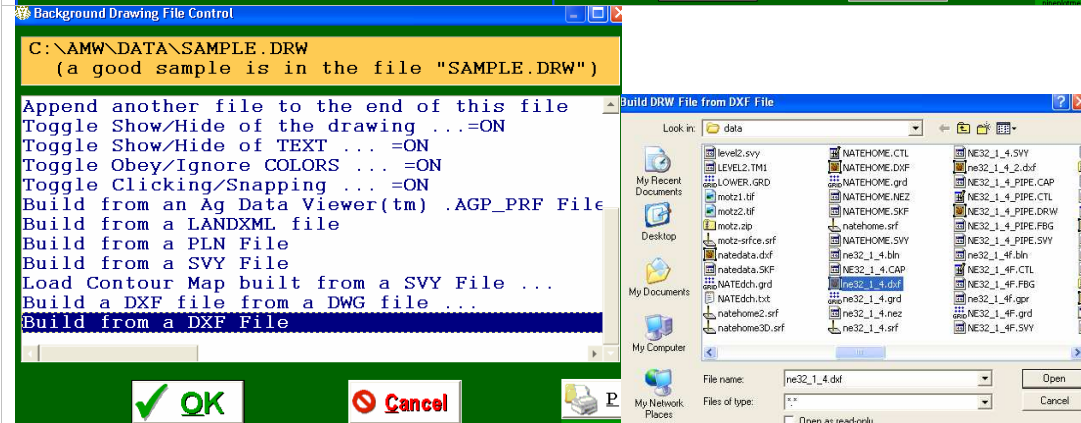 Background Drawing File Control
C:\AMW\DATA\SAMPLE.DRW
(a good sample is in the file "SAMPLE.DRW")
Append another file to the end of this file
Toggle Show/Hide of the drawing ...=ON
Toggle Show/Hide of TEXT ... =ON
Toggle Obey/Ignore COLORS ... =ON
Toggle Clicking/Snapping ... =ON
Build from an Ag Data Viewer(tm) .AGP_PRF File
Build from a LANDXML file
Build from a PLN File
Build from a SVY File
Load Contour Map built from a SVY File ...
Build a DXF file from a DWG file ...
Build from a DXF File
OK
Cancel
P
Build DRW File from DXF File
Look in:
data
My Recent
Documents
Desktop
My Documents
My Computer
My Network
Places
level2.svy
LEVEL2.TM1
LOWER.GRD
motz1.tif
motz2.tif
motz.zip
motz-srfce.srf
natedata.dxf
natedata.SKF
NATEdch.grd
NATEdch.txt
natehome2.srf
natehome3D.srf
NATEHOME.CTL
NATEHOME.DXF
NATEHOME.grd
NATEHOME.NEZ
NATEHOME.SKF
natehome.srf
NATEHOME.SVY
ne32_1_4.bln
NE32_1_4.CAP
ne32_1_4.dxf
ne32_1_4.grd
ne32_1_4.nez
ne32_1_4.srf
NE32_1_4.SVY
ne32_1_4_2.dxf
NE32_1_4_PIPE.CAP
NE32_1_4_PIPE.CTL
NE32_1_4_PIPE.DRW
NE32_1_4_PIPE.FBG
NE32_1_4_PIPE.SVY
ne32_1_4f.bln
NE32_1_4F.CTL
NE32_1_4F.FBG
ne32_1_4f.gpr
NE32_1_4F.grd
NE32_1_4F.SVY
File name:
ne32_1_4.dxf
Open
Files of type:
*.*
Cancel
Open as read-only